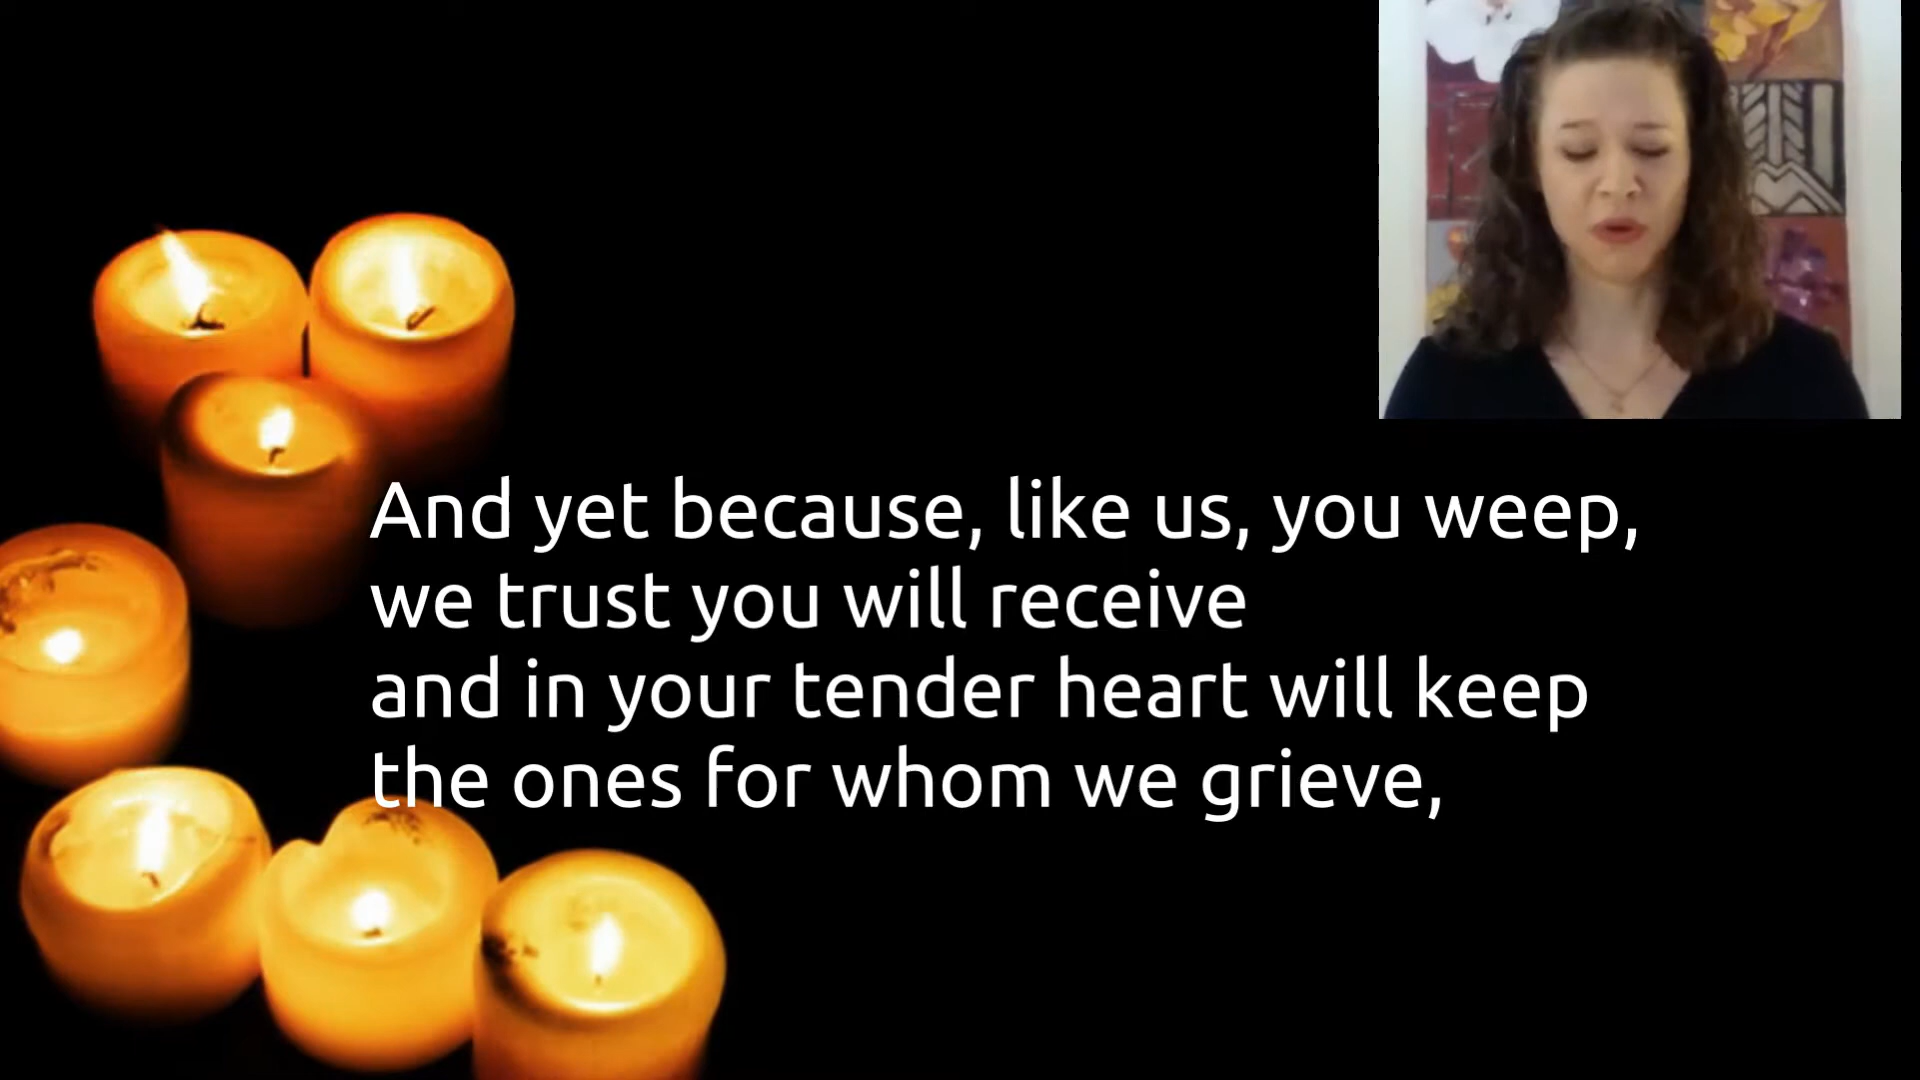 And yet because, like us, you weep,
we trust you will receive
and in your tender heart will keep
the ones for whom we grieve,